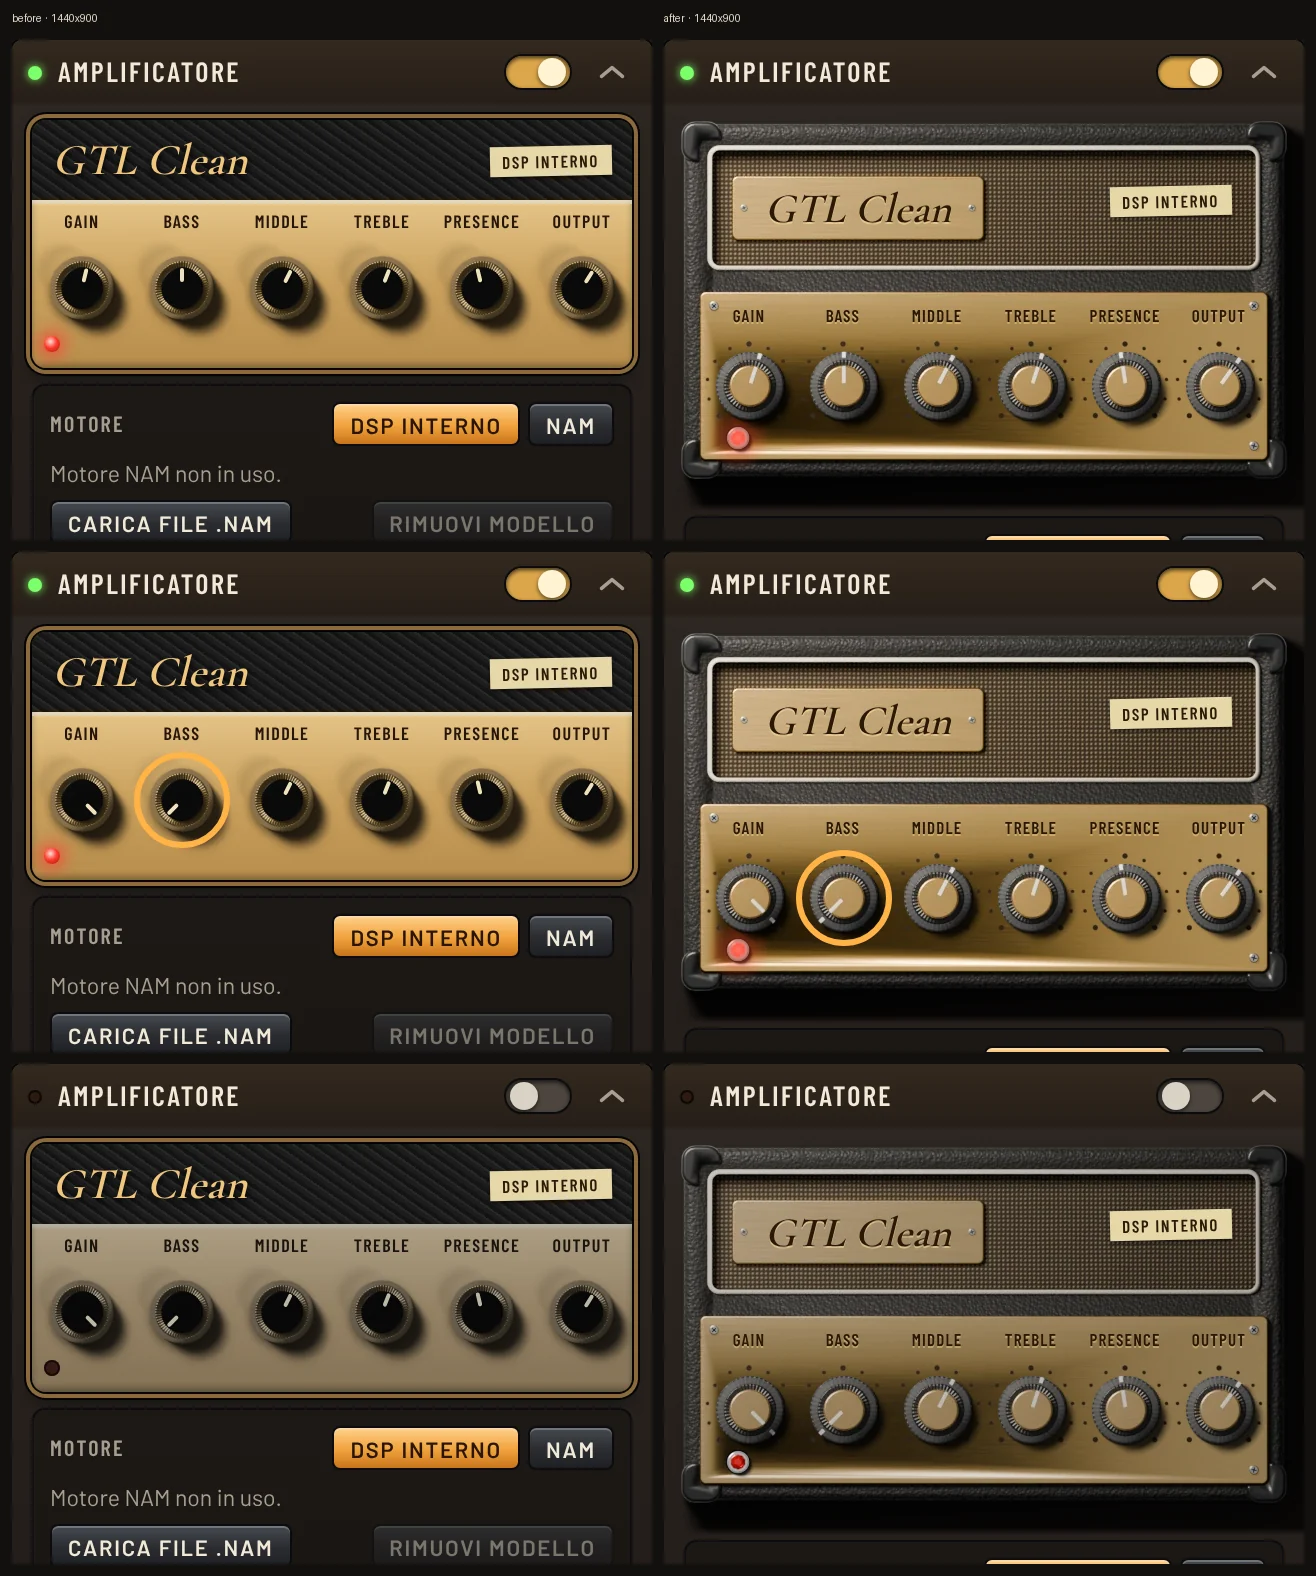 before · 1440x900
after · 1440x900
AMPLIFICATORE
GTL Clean
DSP INTERNO
GAIN BASS MIDDLE TREBLE PRESENCE OUTPUT
MOTORE
DSP INTERNO
NAM
Motore NAM non in uso.
CARICA FILE .NAM
RIMUOVI MODELLO
AMPLIFICATORE
GTL Clean
DSP INTERNO
GAIN BASS MIDDLE TREBLE PRESENCE OUTPUT
AMPLIFICATORE
GTL Clean
DSP INTERNO
GAIN BASS MIDDLE TREBLE PRESENCE OUTPUT
MOTORE
DSP INTERNO
NAM
Motore NAM non in uso.
CARICA FILE .NAM
RIMUOVI MODELLO
AMPLIFICATORE
GTL Clean
DSP INTERNO
GAIN BASS MIDDLE TREBLE PRESENCE OUTPUT
AMPLIFICATORE
GTL Clean
DSP INTERNO
GAIN BASS MIDDLE TREBLE PRESENCE OUTPUT
MOTORE
DSP INTERNO
NAM
Motore NAM non in uso.
CARICA FILE .NAM
RIMUOVI MODELLO
AMPLIFICATORE
GTL Clean
DSP INTERNO
GAIN BASS MIDDLE TREBLE PRESENCE OUTPUT